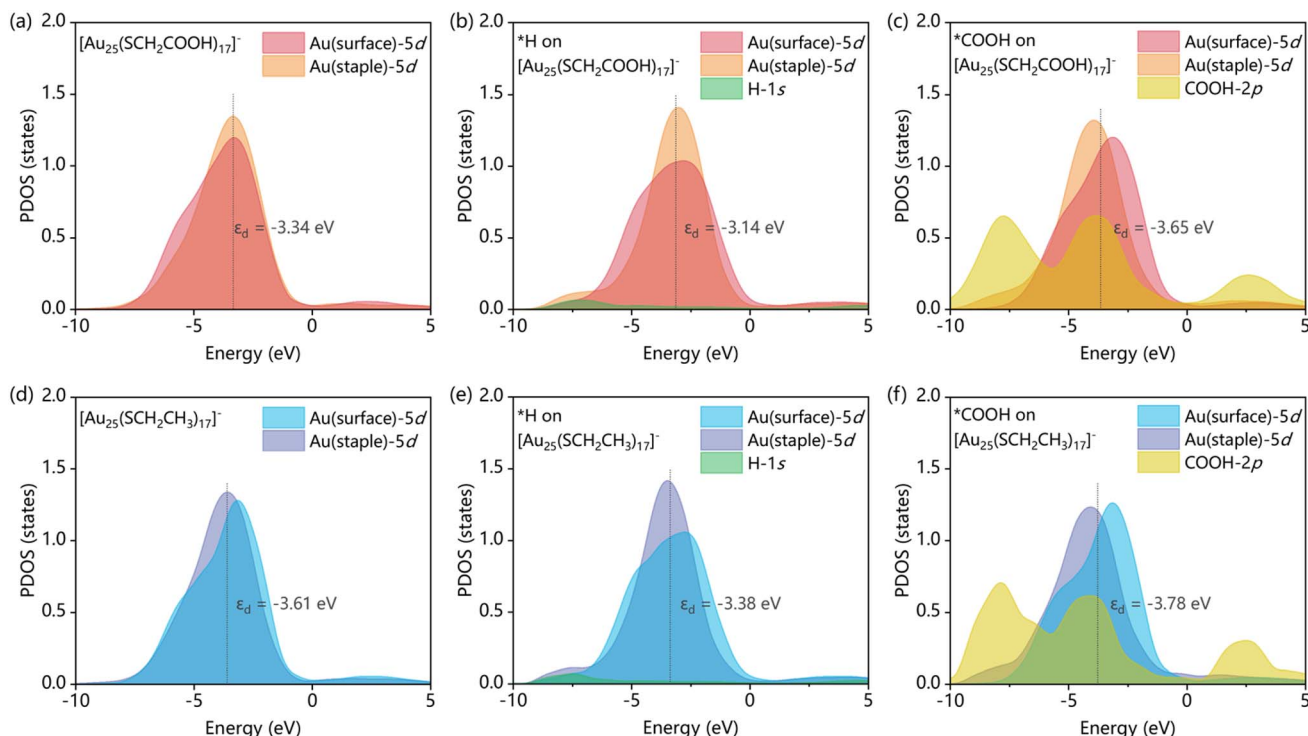 (a)
2.0
1.5
1.0
0.5
0.0
PDOS (states)
[Au₂₅(SCH₂COOH)₁₇]⁻
Au(surface)-5d
Au(staple)-5d
εd = -3.34 eV
-10 -5 0 5
Energy (eV)
(b)
2.0
1.5
1.0
0.5
0.0
PDOS (states)
*H on
[Au₂₅(SCH₂COOH)₁₇]⁻
Au(surface)-5d
Au(staple)-5d
H-1s
εd = -3.14 eV
-10 -5 0 5
Energy (eV)
(c)
2.0
1.5
1.0
0.5
0.0
PDOS (states)
*COOH on
[Au₂₅(SCH₂COOH)₁₇]⁻
Au(surface)-5d
Au(staple)-5d
COOH-2p
εd = -3.65 eV
-10 -5 0 5
Energy (eV)
(d)
2.0
1.5
1.0
0.5
0.0
PDOS (states)
[Au₂₅(SCH₂CH₃)₁₇]⁻
Au(surface)-5d
Au(staple)-5d
εd = -3.61 eV
-10 -5 0 5
Energy (eV)
(e)
2.0
1.5
1.0
0.5
0.0
PDOS (states)
*H on
[Au₂₅(SCH₂CH₃)₁₇]⁻
Au(surface)-5d
Au(staple)-5d
H-1s
εd = -3.38 eV
-10 -5 0 5
Energy (eV)
(f)
2.0
1.5
1.0
0.5
0.0
PDOS (states)
*COOH on
[Au₂₅(SCH₂CH₃)₁₇]⁻
Au(surface)-5d
Au(staple)-5d
COOH-2p
εd = -3.78 eV
-10 -5 0 5
Energy (eV)